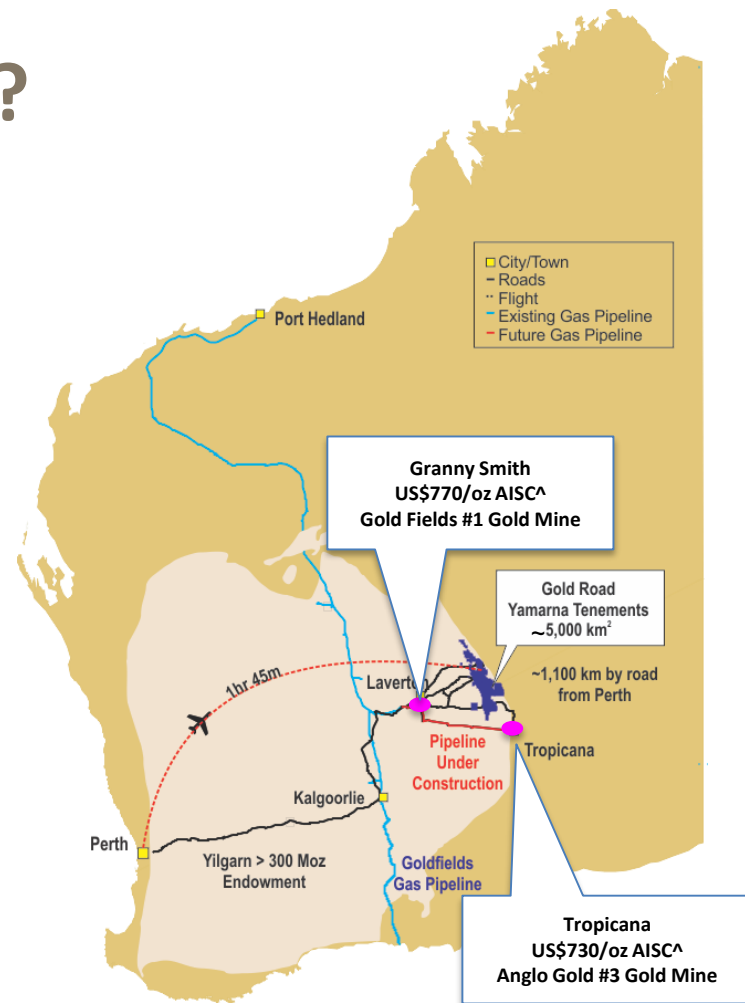 ?
City/Town
Roads
Flight
Existing Gas Pipeline
Future Gas Pipeline
Port Hedland
Granny Smith
US$770/oz AISC^
Gold Fields #1 Gold Mine
Gold Road
Yamarna Tenements
~5,000 km²
~1,100 km by road
from Perth
1hr 45m
Laverton
Tropicana
Pipeline
Under
Construction
Kalgoorlie
Perth
Yilgarn > 300 Moz
Endowment
Goldfields
Gas Pipeline
Tropicana
US$730/oz AISC^
Anglo Gold #3 Gold Mine